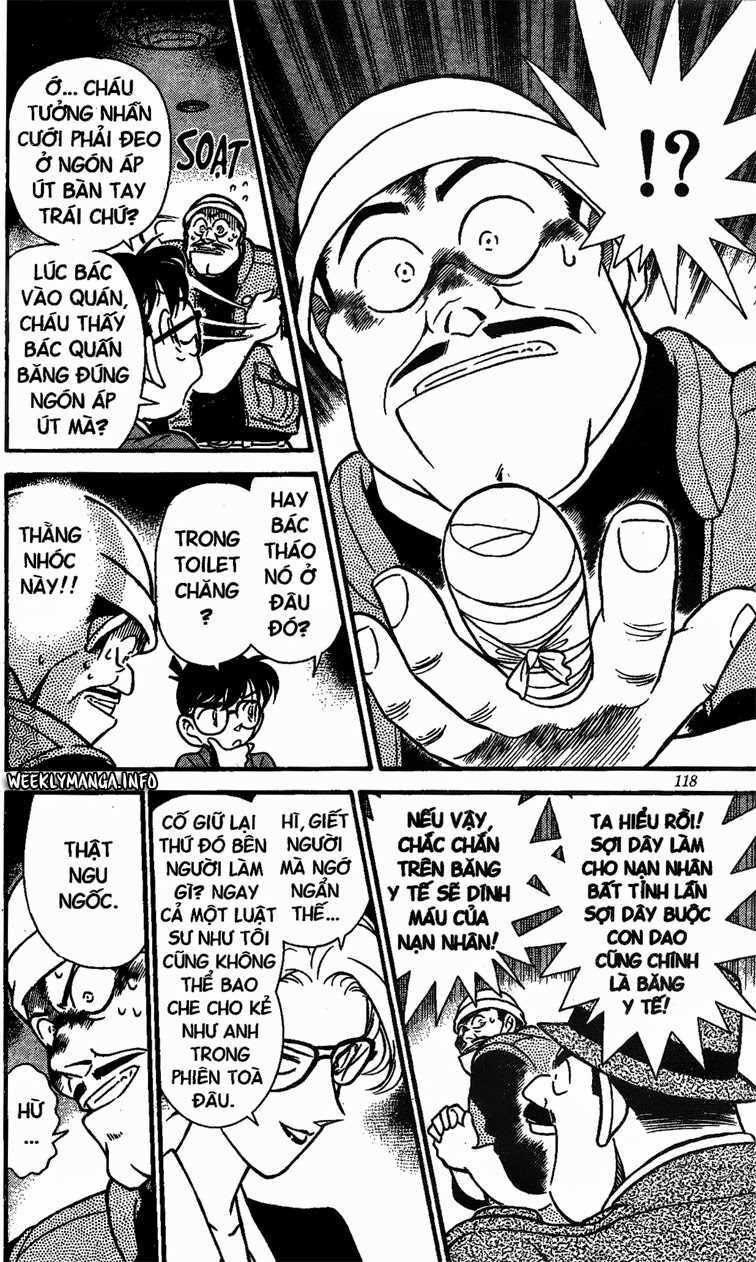 !?
Ớ... CHÁU
TƯỞNG NHẪN
CƯỚI PHẢI ĐEO
Ở NGÓN ÁP
ÚT BÀN TAY
TRÁI CHỨ?
SOẠT
LÚC BÁC
VÀO QUÁN,
CHÁU THẤY
BÁC QUẤN
BĂNG ĐỨNG
NGÓN ÁP
ÚT MÀ?
HAY
BÁC
THÁO
NÓ Ở
ĐÂU
ĐÓ?
TRONG
TOILET
CHĂNG
?
THẰNG
NHÓC
NÀY!!
WEEKLYMANGA.INFO
118
TA HIỂU RỒI!
SỢI DÂY LÀM
CHO NẠN NHÂN
BẤT TỈNH LẪN
SỢI DÂY BUỘC
CON DAO
CŨNG CHÍNH
LÀ BĂNG
Y TẾ!
NẾU VẬY,
CHẮC CHẮN
TRÊN BĂNG
Y TẾ SẼ DÍNH
MÁU CỦA
NẠN NHÂN!
HÌ, GIẾT
NGƯỜI
MÀ NGỚ
NGẨN
THẾ...
CỐ GIỮ LẠI
THỨ ĐÓ BÊN
NGƯỜI LÀM
GÌ? NGAY
CẢ MỘT LUẬT
SƯ NHƯ TÔI
CŨNG KHÔNG
THỂ BAO
CHE CHO KẺ
NHƯ ANH
TRONG
PHIÊN TOÀ
ĐÂU.
THẬT
NGU
NGỐC.
HỪ
...